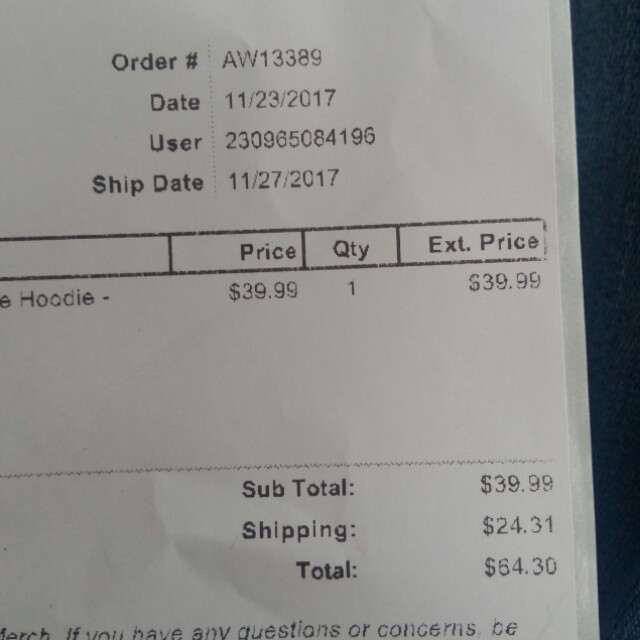 Order # AW13389
Date 11/23/2017
User 230965084196
Ship Date 11/27/2017
Price Qty Ext. Price
e Hoodie - $39.99 1 $39.99
Sub Total: $39.99
Shipping: $24.31
Total: $64.30
Merch. If you have any questions or concerns, be